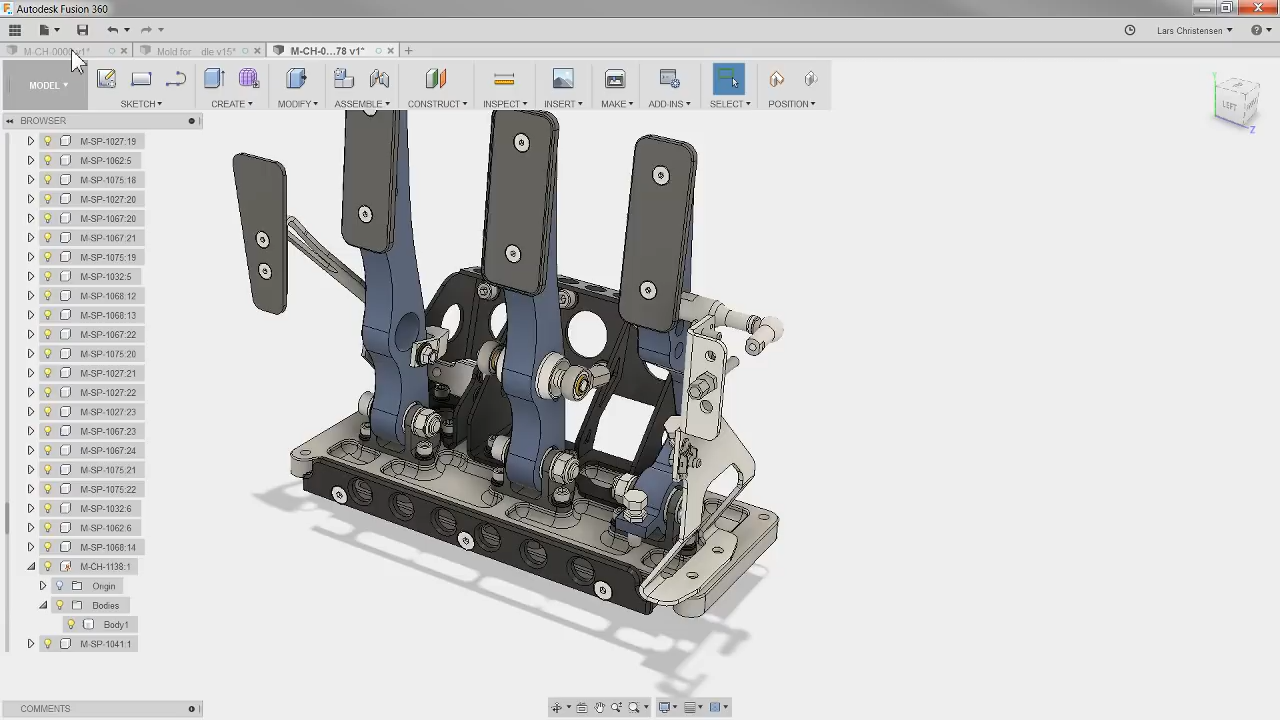 Autodesk Fusion 360
Lars Christensen
M-CH-000 v1*
Mold for dle v15*
M-CH-0...78 v1*
MODEL
SKETCH
CREATE
MODIFY
ASSEMBLE
CONSTRUCT
INSPECT
INSERT
MAKE
ADD-INS
SELECT
POSITION
BROWSER
LEFT
Y
Z
M-SP-1027:19
M-SP-1062:5
M-SP-1075:18
M-SP-1027:20
M-SP-1067:20
M-SP-1067:21
M-SP-1075:19
M-SP-1032:5
M-SP-1068:12
M-SP-1068:13
M-SP-1067:22
M-SP-1075:20
M-SP-1027:21
M-SP-1027:22
M-SP-1027:23
M-SP-1067:23
M-SP-1067:24
M-SP-1075:21
M-SP-1075:22
M-SP-1032:6
M-SP-1062:6
M-SP-1068:14
M-CH-1138:1
Origin
Bodies
Body1
M-SP-1041:1
COMMENTS